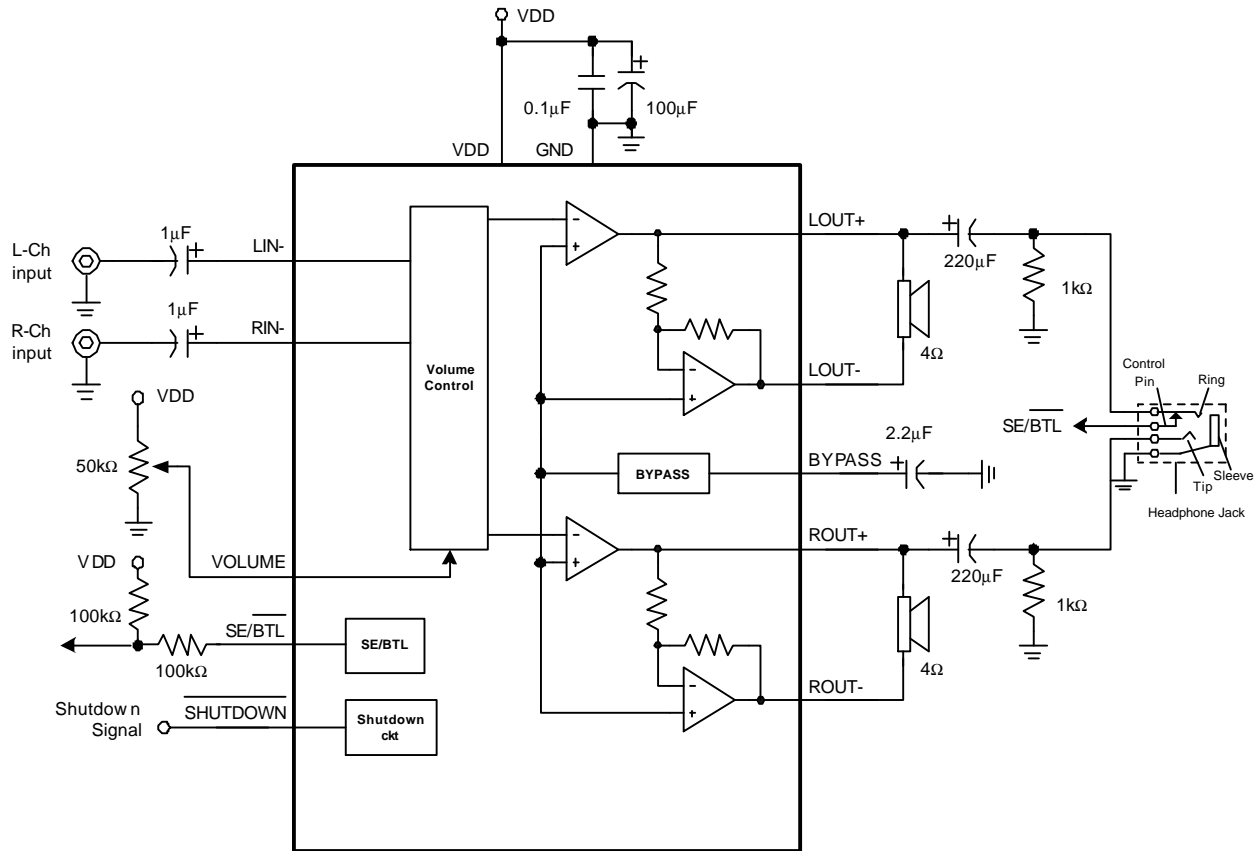 VDD
0.1µF
100µF
+
VDD
GND
L-Ch
input
1µF
+
LIN-
R-Ch
input
1µF
+
RIN-
Volume
Control
-
+
LOUT+
+
220µF
1kΩ
4Ω
-
+
LOUT-
Control
Pin
Ring
SE/BTL
Tip
Sleeve
Headphone Jack
VDD
50kΩ
BYPASS
BYPASS
2.2µF
+
VOLUME
-
+
ROUT+
+
220µF
1kΩ
4Ω
-
+
ROUT-
VDD
100kΩ
100kΩ
SE/BTL
SE/BTL
Shutdown
Signal
SHUTDOWN
Shutdown
ckt